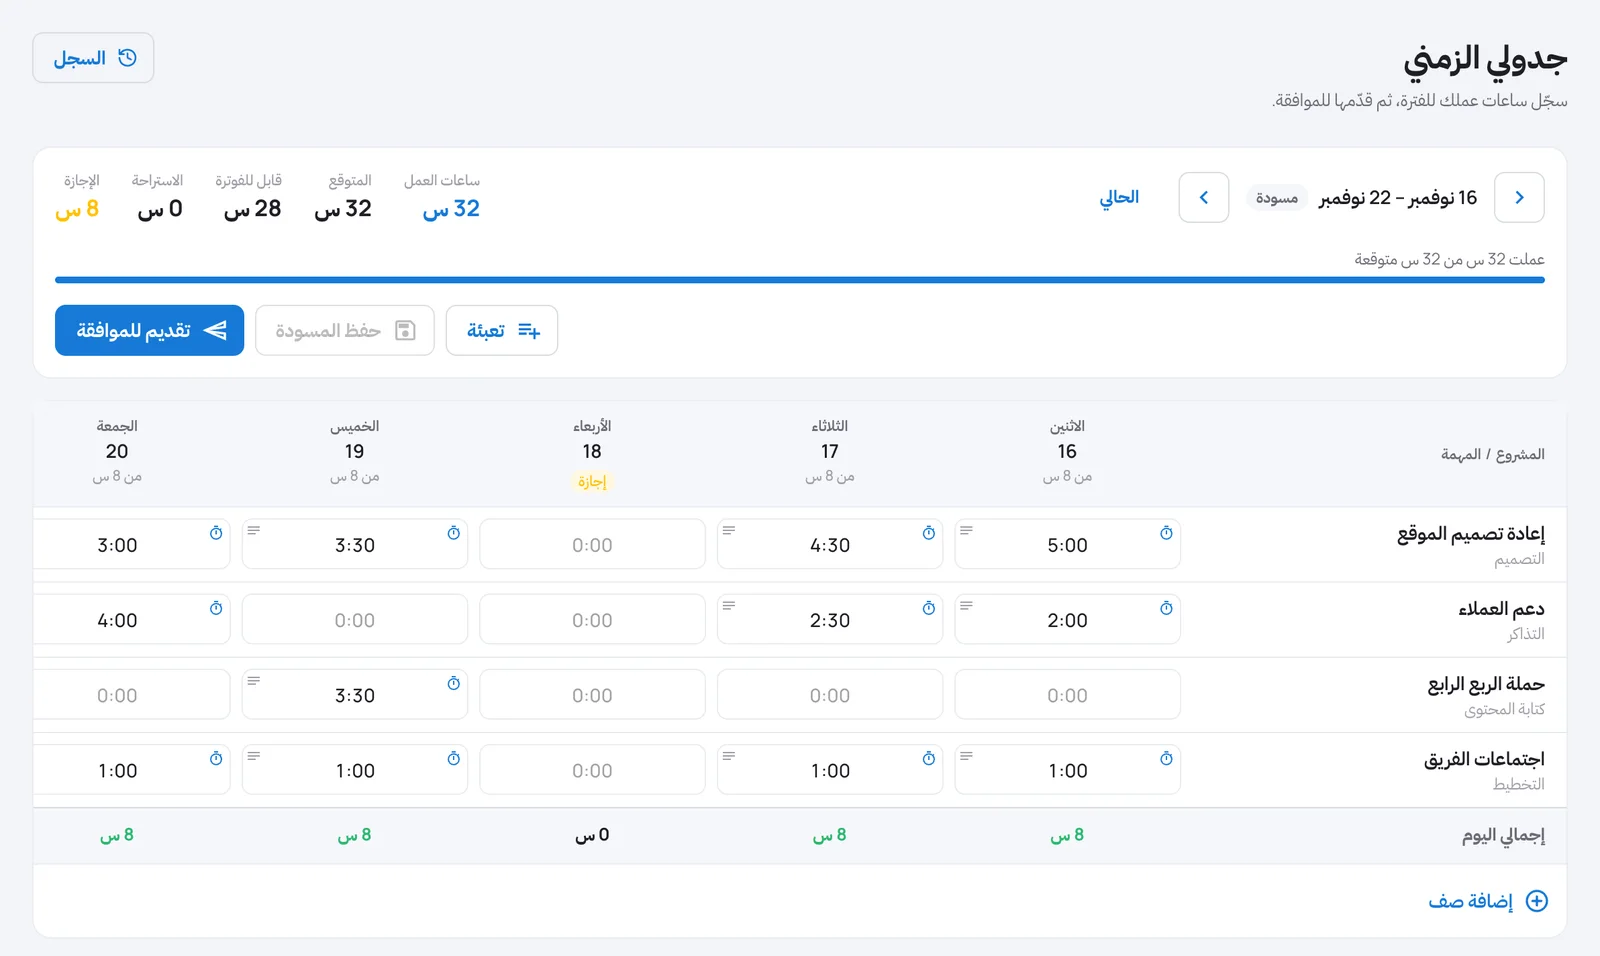 جدولي الزمني
سجّل ساعات عملك للفترة، ثم قدّمها للموافقة.
السجل
16 نوفمبر – 22 نوفمبر
مسودة
الحالي
ساعات العمل
32 س
المتوقع
32 س
قابل للفوترة
28 س
الاستراحة
0 س
الإجازة
8 س
عملت 32 س من 32 س متوقعة
تعبئة
حفظ المسودة
تقديم للموافقة
المشروع / المهمة
الاثنين
16
من 8 س
الثلاثاء
17
من 8 س
الأربعاء
18
إجازة
الخميس
19
من 8 س
الجمعة
20
من 8 س
إعادة تصميم الموقع
التصميم
5:00
4:30
0:00
3:30
3:00
دعم العملاء
التذاكر
2:00
2:30
0:00
0:00
4:00
حملة الربع الرابع
كتابة المحتوى
0:00
0:00
0:00
3:30
0:00
اجتماعات الفريق
التخطيط
1:00
1:00
0:00
1:00
1:00
إجمالي اليوم
8 س
8 س
0 س
8 س
8 س
إضافة صف